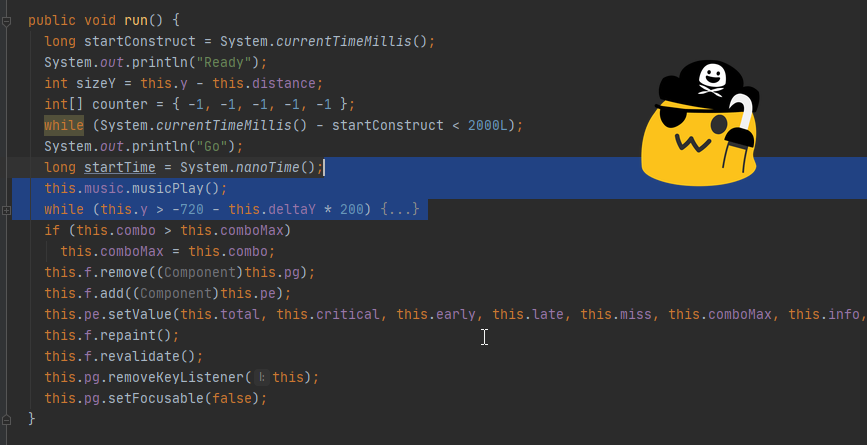 public void run() {
long startConstruct = System.currentTimeMillis();
System.out.println("Ready");
int sizeY = this.y - this.distance;
int[] counter = { -1, -1, -1, -1, -1 };
while (System.currentTimeMillis() - startConstruct < 2000L);
System.out.println("Go");
long startTime = System.nanoTime();
this.music.musicPlay();
while (this.y > -720 - this.deltaY * 200) {...}
if (this.combo > this.comboMax)
this.comboMax = this.combo;
this.f.remove((Component)this.pg);
this.f.add((Component)this.pe);
this.pe.setValue(this.total, this.critical, this.early, this.late, this.miss, this.comboMax, this.info,
this.f.repaint();
this.f.revalidate();
this.pg.removeKeyListener( l: this);
this.pg.setFocusable(false);
}